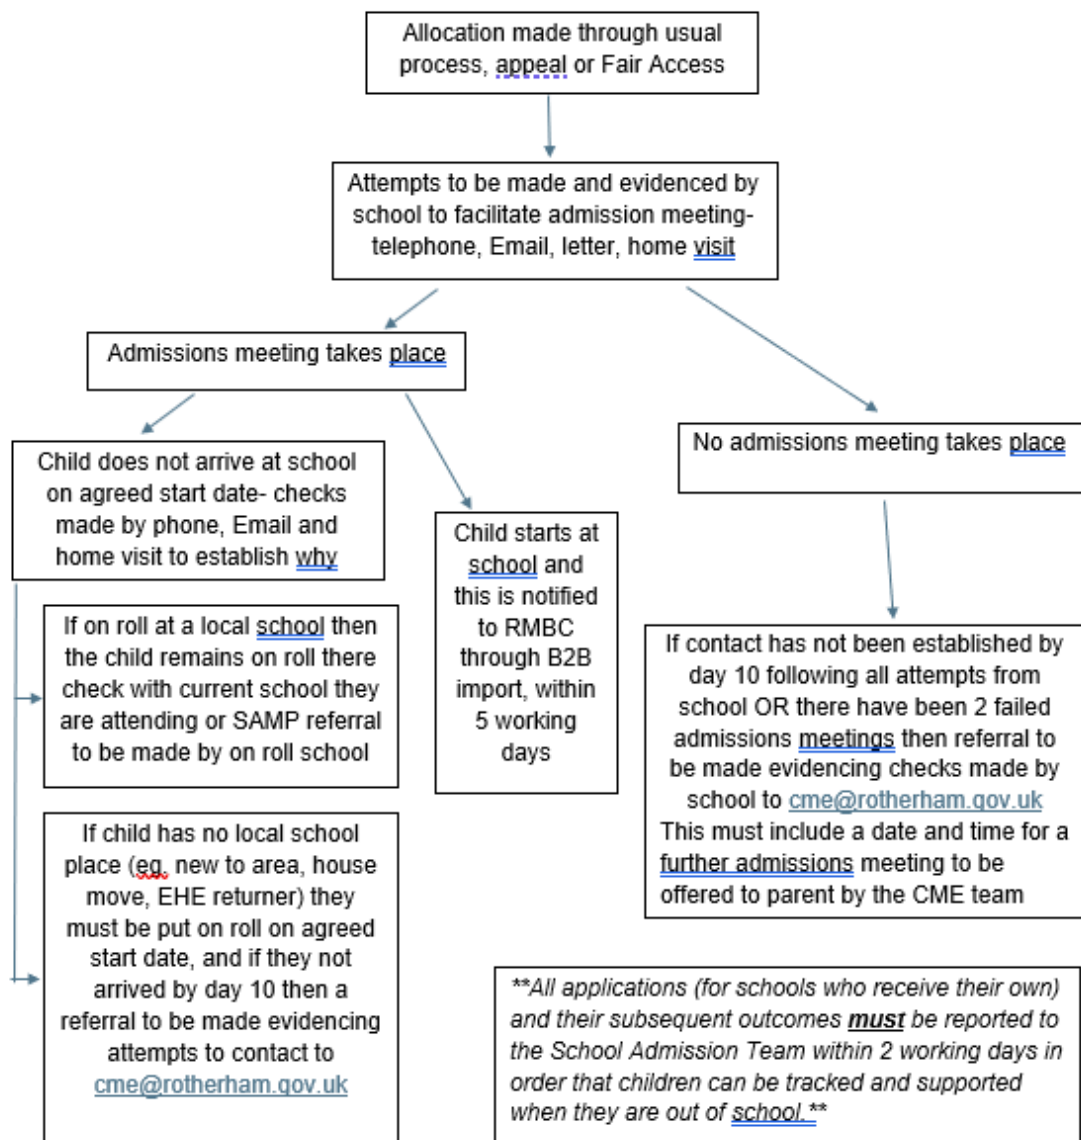 Allocation made through usual
process, appeal or Fair Access
Attempts to be made and evidenced by
school to facilitate admission meeting-
telephone, Email, letter, home visit
Admissions meeting takes place
No admissions meeting takes place
Child does not arrive at school
on agreed start date- checks
made by phone, Email and
home visit to establish why
Child starts at
school and
this is notified
to RMBC
through B2B
import, within
5 working
days
If on roll at a local school then
the child remains on roll there
check with current school they
are attending or SAMP referral
to be made by on roll school
If contact has not been established by
day 10 following all attempts from
school OR there have been 2 failed
admissions meetings then referral to
be made evidencing checks made by
school to cme@rotherham.gov.uk
This must include a date and time for a
further admissions meeting to be
offered to parent by the CME team
If child has no local school
place (eg. new to area, house
move, EHE returner) they
must be put on roll on agreed
start date, and if they not
arrived by day 10 then a
referral to be made evidencing
attempts to contact to
cme@rotherham.gov.uk
**All applications (for schools who receive their own)
and their subsequent outcomes must be reported to
the School Admission Team within 2 working days in
order that children can be tracked and supported
when they are out of school.**